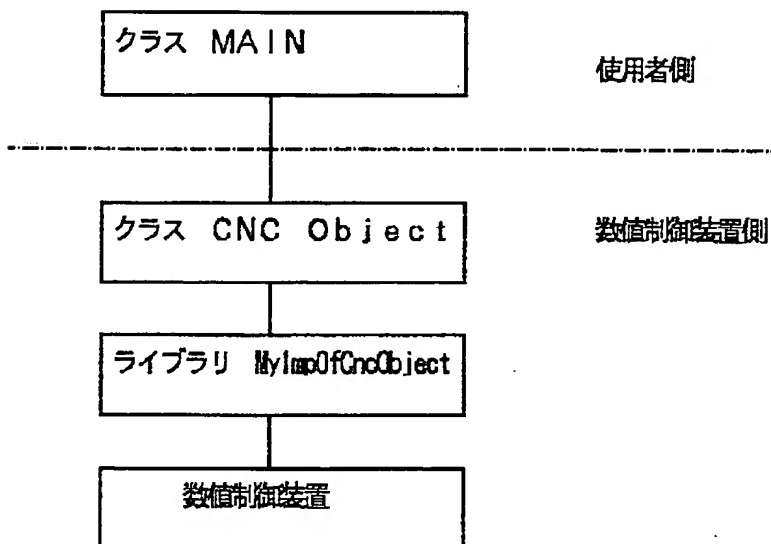 クラス MAIN
使用者側
クラス CNC Object
数値制御装置側
ライブラリ MyImpOfCncObject
数値制御装置